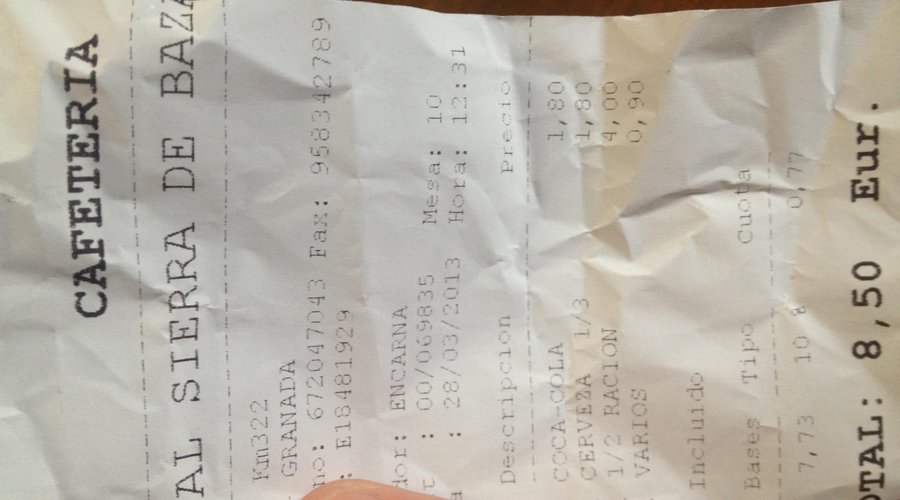 CAFETERIA
AL SIERRA DE BAZA
Km322
GRANADA
no: 672047043 Fax: 958342789
: E18481929
dor: ENCARNA
t : 00/069835 Mesa: 10
a : 28/03/2013 Hora: 12:31
Descripcion Precio
COCA-COLA 1,80
CERVEZA 1/3 1,80
1/2 RACION 4,00
VARIOS 0,90
Incluido
Bases Tipo Cuota
7,73 10 % 0,77
OTAL: 8,50 Eur.